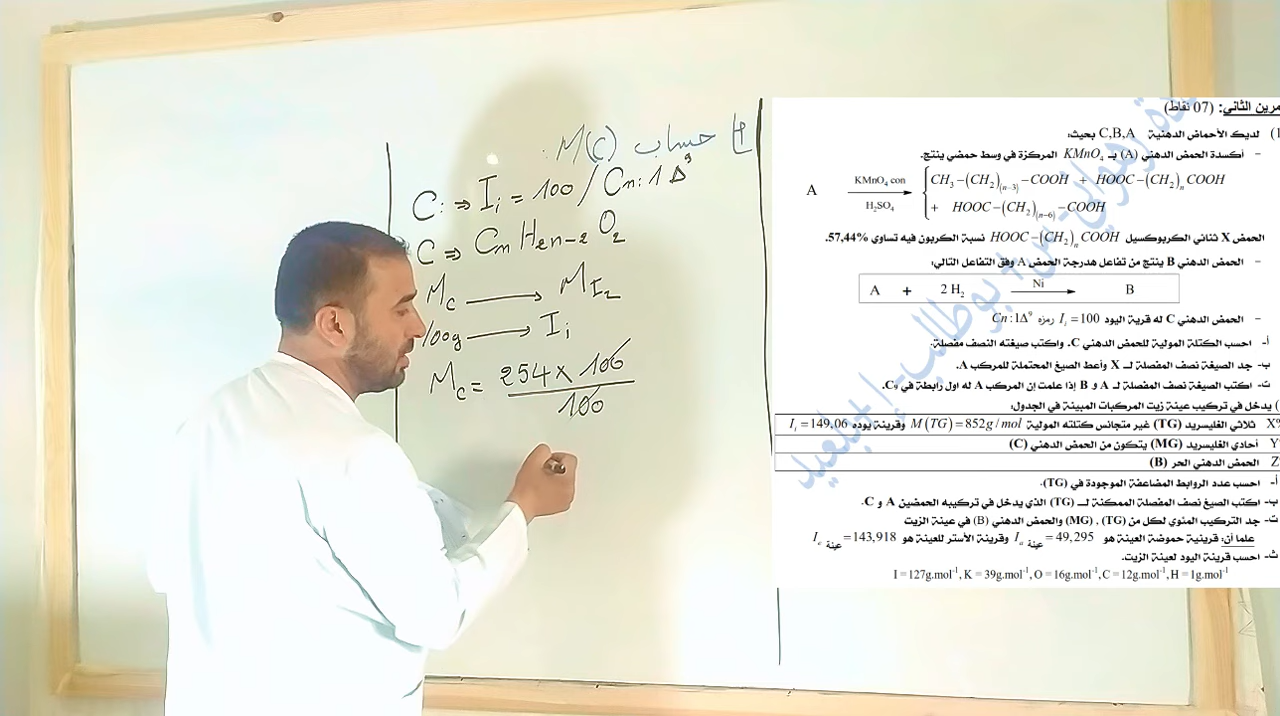 أ] حساب M(C):
C: ⇒ Ii = 100 / Cn:1Δ⁹
C ⇒ CnH2n-2O2
MC → MI2
100g → Ii
MC = 254 × 100 / 100
مرين الثاني: (07 نقاط)
1) لديك الأحماض الدهنية C,B,A بحيث:
- أكسدة الحمض الدهني (A) بـ KMnO4 المركزة في وسط حمضي ينتج.
A KMnO4 con / H2SO4 → { CH3-(CH2)(n-3)-COOH + HOOC-(CH2)nCOOH
+ HOOC-(CH2)(n-6)-COOH
الحمض X ثنائي الكربوكسيل HOOC-(CH2)nCOOH نسبة الكربون فيه تساوي 57,44%.
- الحمض الدهني B ينتج من تفاعل هدرجة الحمض A وفق التفاعل التالي:
A + 2 H2 Ni → B
- الحمض الدهني C له قرينة اليود Ii = 100 رمزه Cn:1Δ⁹
أ- احسب الكتلة المولية للحمض الدهني C. واكتب صيغته النصف مفصلة.
ب- جد الصيغة نصف المفصلة لـ X وأعط الصيغ المحتملة للمركب A.
ت- اكتب الصيغة نصف المفصلة لـ A و B إذا علمت إن المركب A له اول رابطة في C9.
) يدخل في تركيب عينة زيت المركبات المبينة في الجدول:
X% ثلاثي الغليسريد (TG) غير متجانس كتلته المولية M(TG)=852g/mol وقرينة يوده Ii=149,06
Y أحادي الغليسريد (MG) يتكون من الحمض الدهني (C)
Z الحمض الدهني الحر (B)
أ- احسب عدد الروابط المضاعفة الموجودة في (TG).
ب- اكتب الصيغ نصف المفصلة الممكنة لـ (TG) الذي يدخل في تركيبه الحمضين A و C.
ت- جد التركيب المئوي لكل من (TG) ، (MG) والحمض الدهني (B) في عينة الزيت
علما أن: قرينية حموضة العينة هو Ia عينة = 49,295 وقرينة الأستر للعينة هو Ie عينة = 143,918
ث- احسب قرينة اليود لعينة الزيت.
I = 127g.mol-1, K = 39g.mol-1, O = 16g.mol-1, C = 12g.mol-1, H = 1g.mol-1